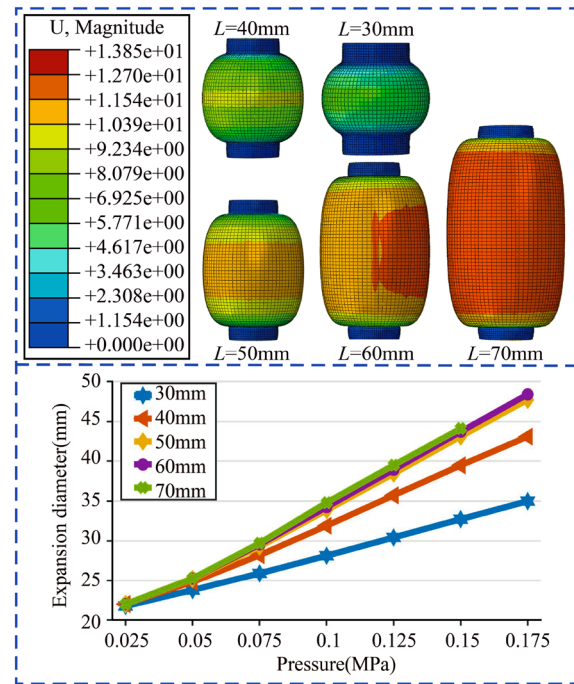 U, Magnitude
+1.385e+01
+1.270e+01
+1.154e+01
+1.039e+01
+9.234e+00
+8.079e+00
+6.925e+00
+5.771e+00
+4.617e+00
+3.463e+00
+2.308e+00
+1.154e+00
+0.000e+00
L=40mm
L=30mm
L=50mm
L=60mm
L=70mm
50
45
40
35
30
25
20
Expansion diameter(mm)
30mm
40mm
50mm
60mm
70mm
0.025
0.05
0.075
0.1
0.125
0.15
0.175
Pressure(MPa)